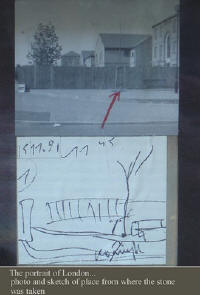 The portrait of London...
photo and sketch of place from where the stone
was taken